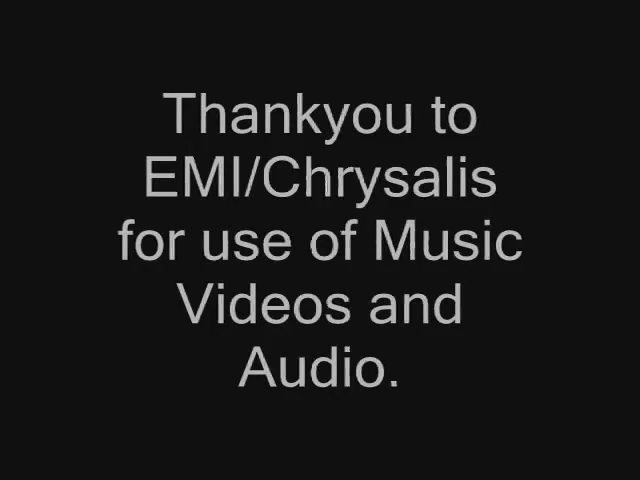 Thankyou to
EMI/Chrysalis
for use of Music
Videos and
Audio.